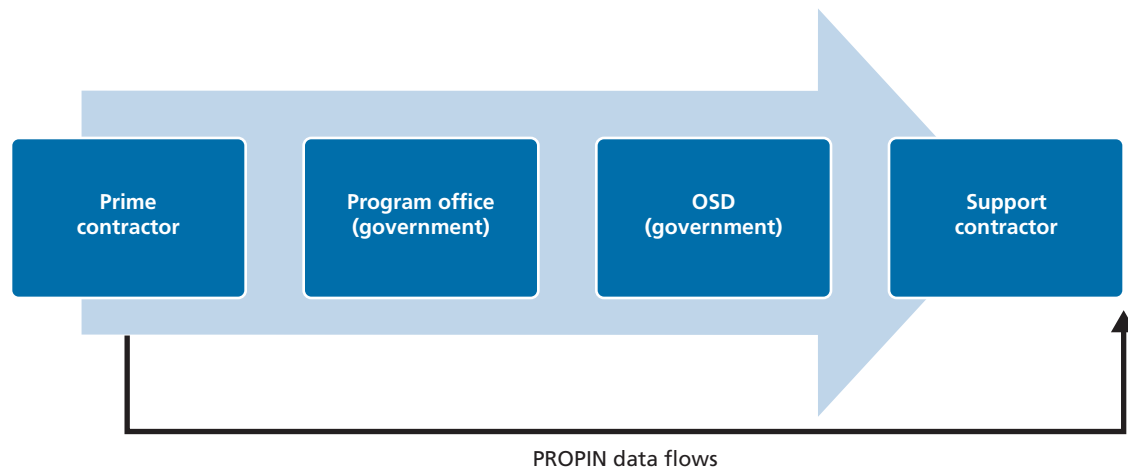 Prime
contractor
Program office
(government)
OSD
(government)
Support
contractor
PROPIN data flows